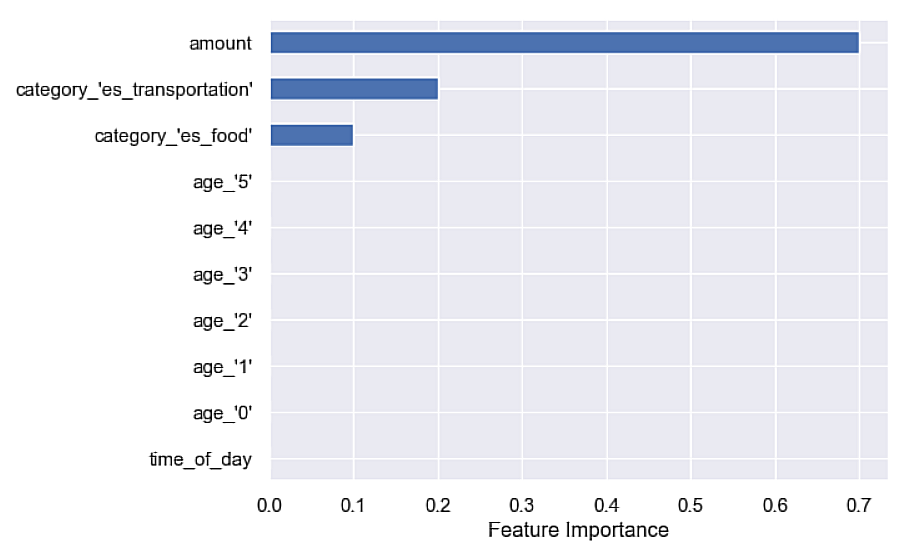 amount
category_'es_transportation'
category_'es_food'
age_'5'
age_'4'
age_'3'
age_'2'
age_'1'
age_'0'
time_of_day
0.0 0.1 0.2 0.3 0.4 0.5 0.6 0.7
Feature Importance